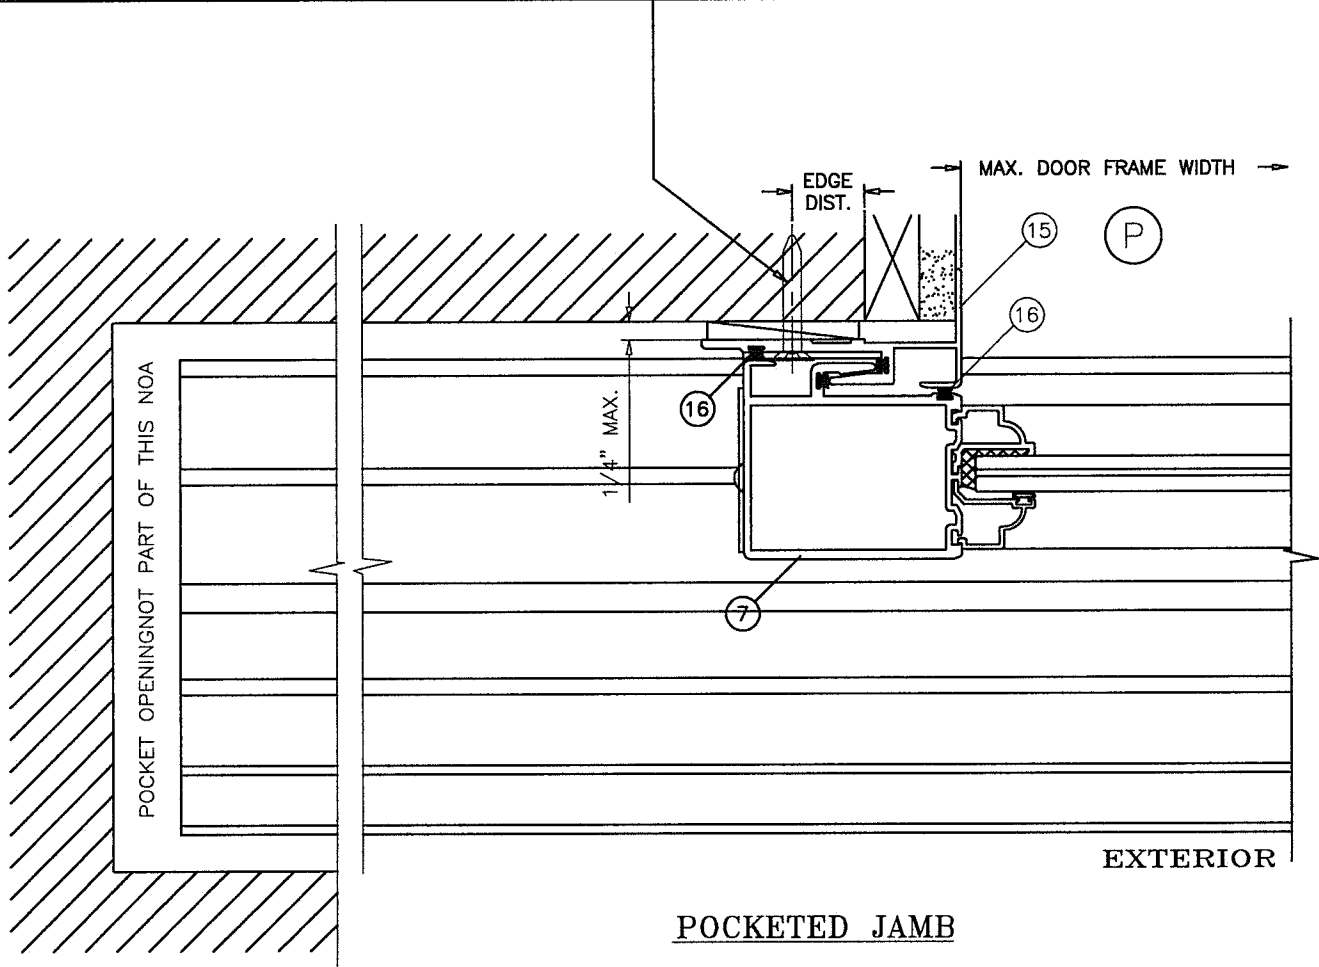 MAX. DOOR FRAME WIDTH
EDGE
DIST.
15
P
16
16
1/4" MAX.
POCKET OPENINGNOT PART OF THIS NOA
7
EXTERIOR
POCKETED JAMB